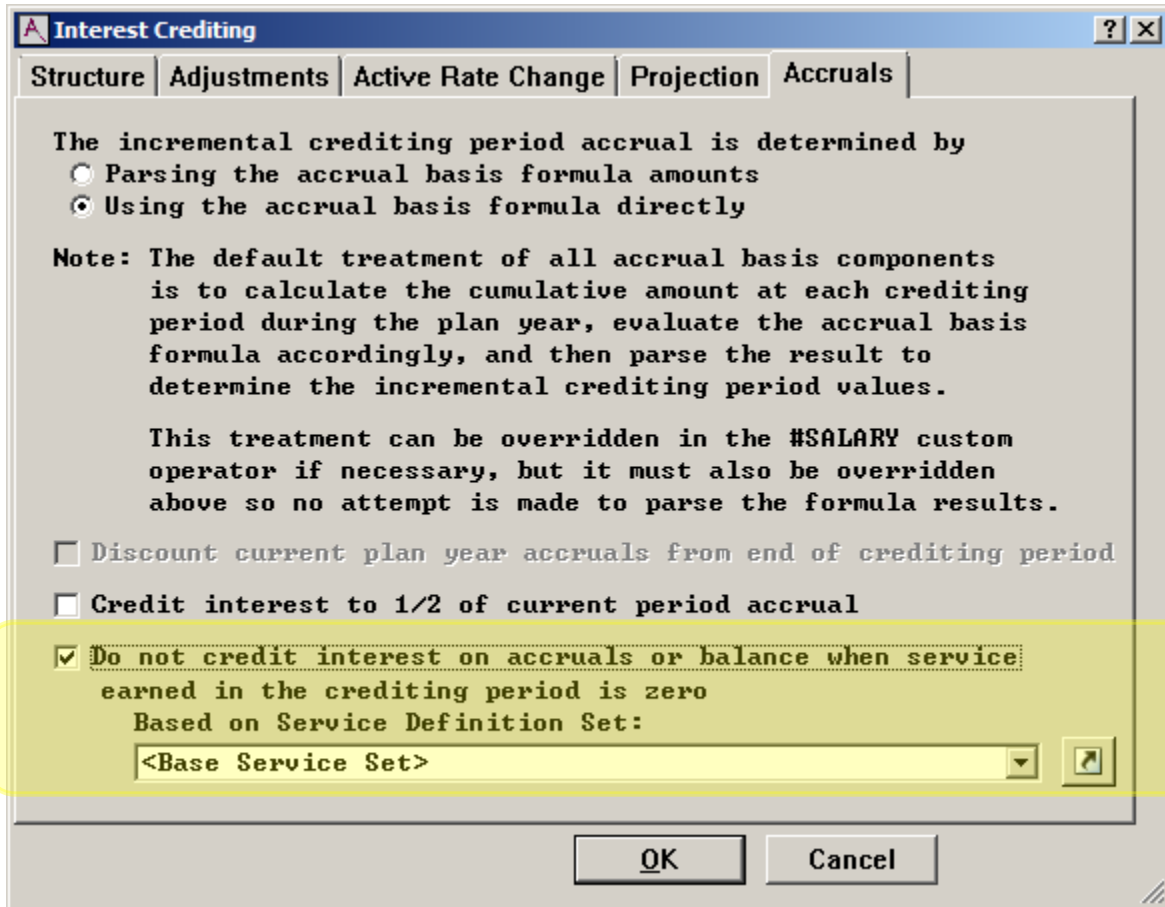 Interest Crediting
Structure Adjustments Active Rate Change Projection Accruals
The incremental crediting period accrual is determined by
Parsing the accrual basis formula amounts
Using the accrual basis formula directly
Note: The default treatment of all accrual basis components
is to calculate the cumulative amount at each crediting
period during the plan year, evaluate the accrual basis
formula accordingly, and then parse the result to
determine the incremental crediting period values.
This treatment can be overridden in the #SALARY custom
operator if necessary, but it must also be overridden
above so no attempt is made to parse the formula results.
Discount current plan year accruals from end of crediting period
Credit interest to 1/2 of current period accrual
Do not credit interest on accruals or balance when service
earned in the crediting period is zero
Based on Service Definition Set:
<Base Service Set>
OK Cancel